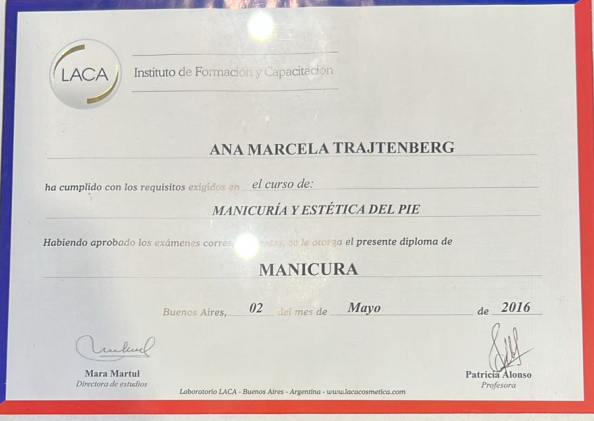 LACA
Instituto de Formación y Capacitación
ANA MARCELA TRAJTENBERG
ha cumplido con los requisitos exigidos en el curso de:
MANICURÍA Y ESTÉTICA DEL PIE
Habiendo aprobado los exámenes se le otorga el presente diploma de
MANICURA
Buenos Aires, 02 del mes de Mayo de 2016
Mara Martul
Directora de estudios
Patricia Alonso
Profesora
Laboratorio LACA - Buenos Aires - Argentina - www.lacacosmetica.com